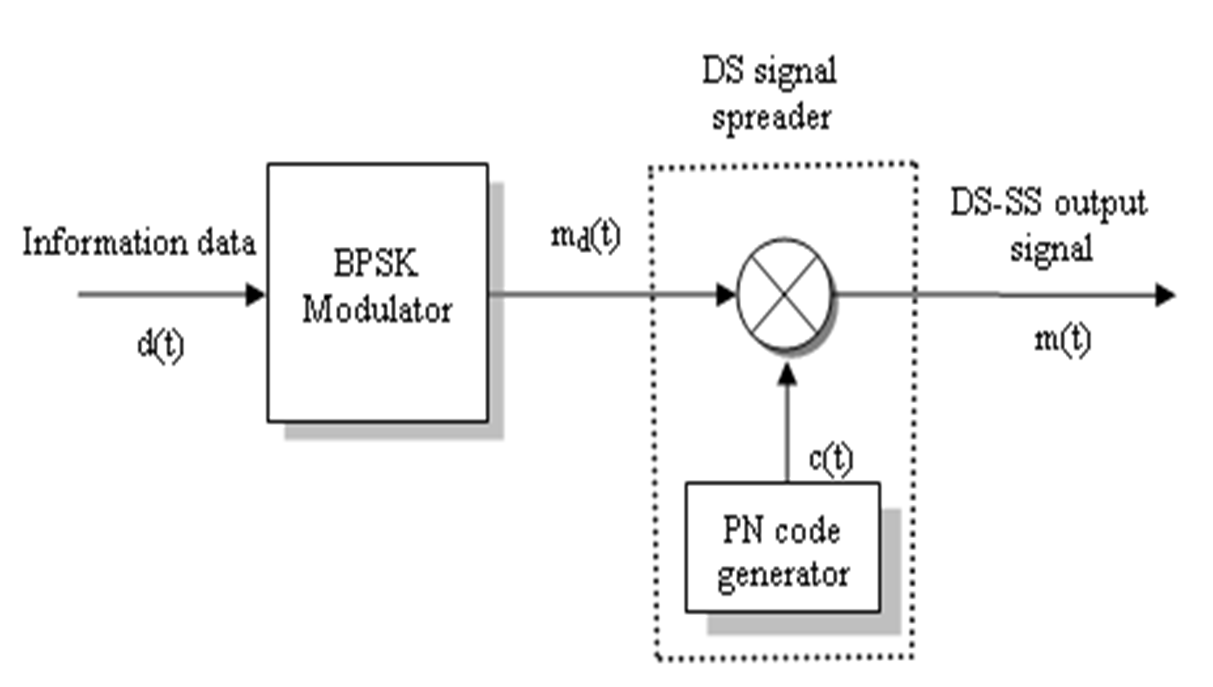 DS signal
spreader
DS-SS output
signal
Information data
BPSK
Modulator
md(t)
d(t)
m(t)
c(t)
PN code
generator